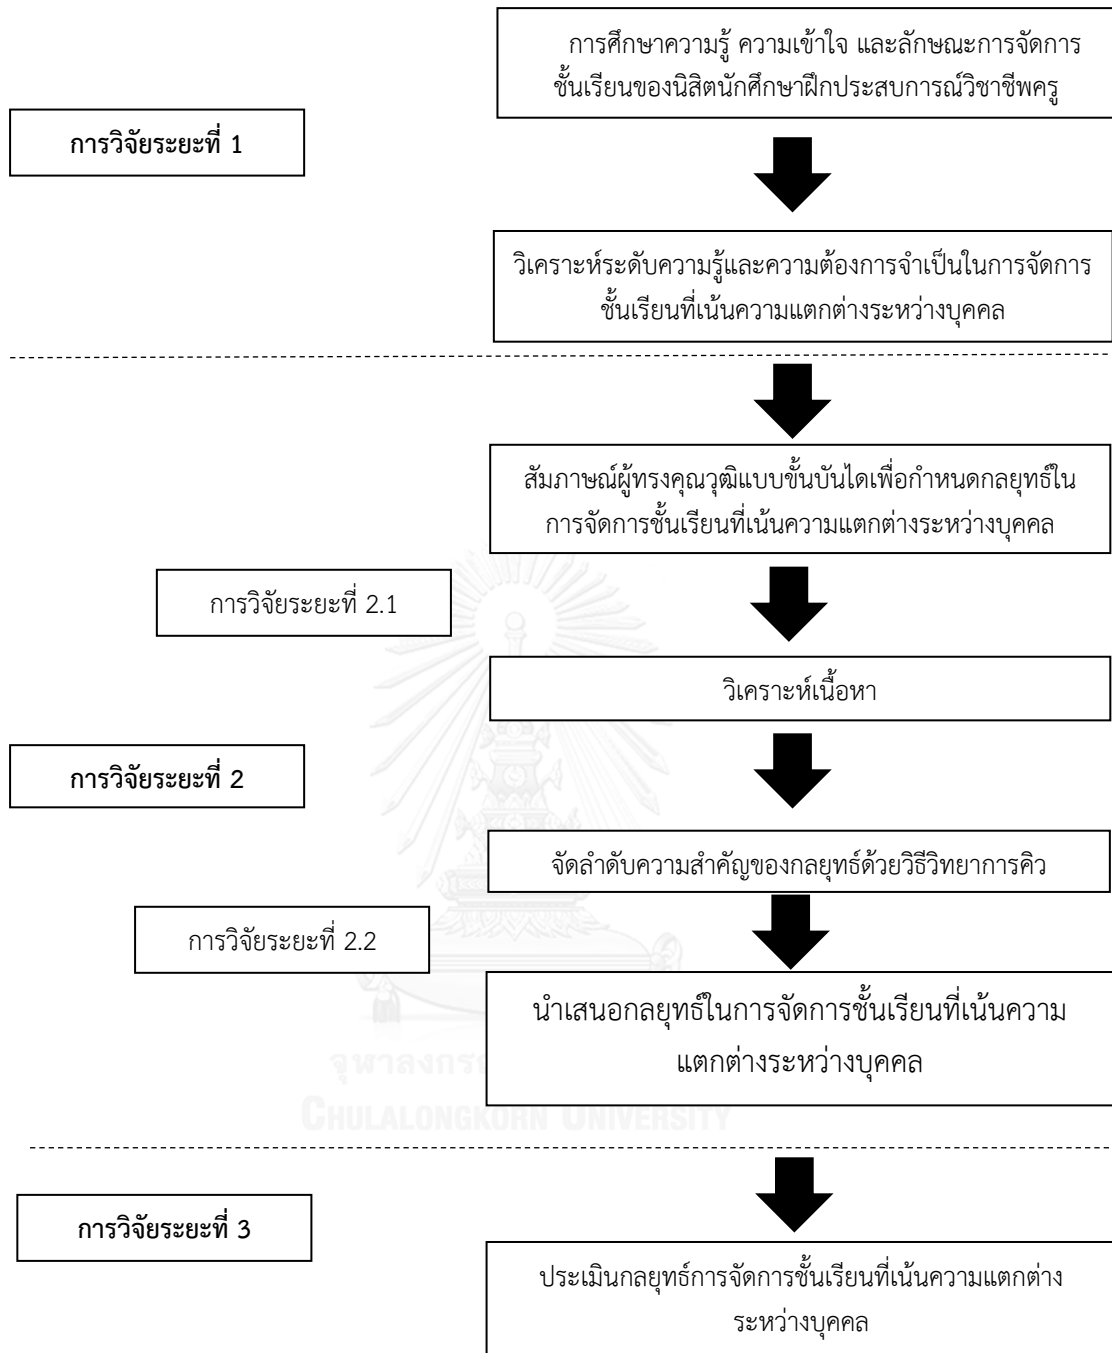 การศึกษาความรู้ ความเข้าใจ และลักษณะการจัดการ
ชั้นเรียนของนิสิตนักศึกษาฝึกประสบการณ์วิชาชีพครู
การวิจัยระยะที่ 1
วิเคราะห์ระดับความรู้และความต้องการจำเป็นในการจัดการ
ชั้นเรียนที่เน้นความแตกต่างระหว่างบุคคล
สัมภาษณ์ผู้ทรงคุณวุฒิแบบขั้นบันไดเพื่อกำหนดกลยุทธ์ใน
การจัดการชั้นเรียนที่เน้นความแตกต่างระหว่างบุคคล
การวิจัยระยะที่ 2.1
วิเคราะห์เนื้อหา
การวิจัยระยะที่ 2
จัดลำดับความสำคัญของกลยุทธ์ด้วยวิธีวิทยาการคิว
การวิจัยระยะที่ 2.2
นำเสนอกลยุทธ์ในการจัดการชั้นเรียนที่เน้นความ
แตกต่างระหว่างบุคคล
CHULALONGKORN UNIVERSITY
การวิจัยระยะที่ 3
ประเมินกลยุทธ์การจัดการชั้นเรียนที่เน้นความแตกต่าง
ระหว่างบุคคล